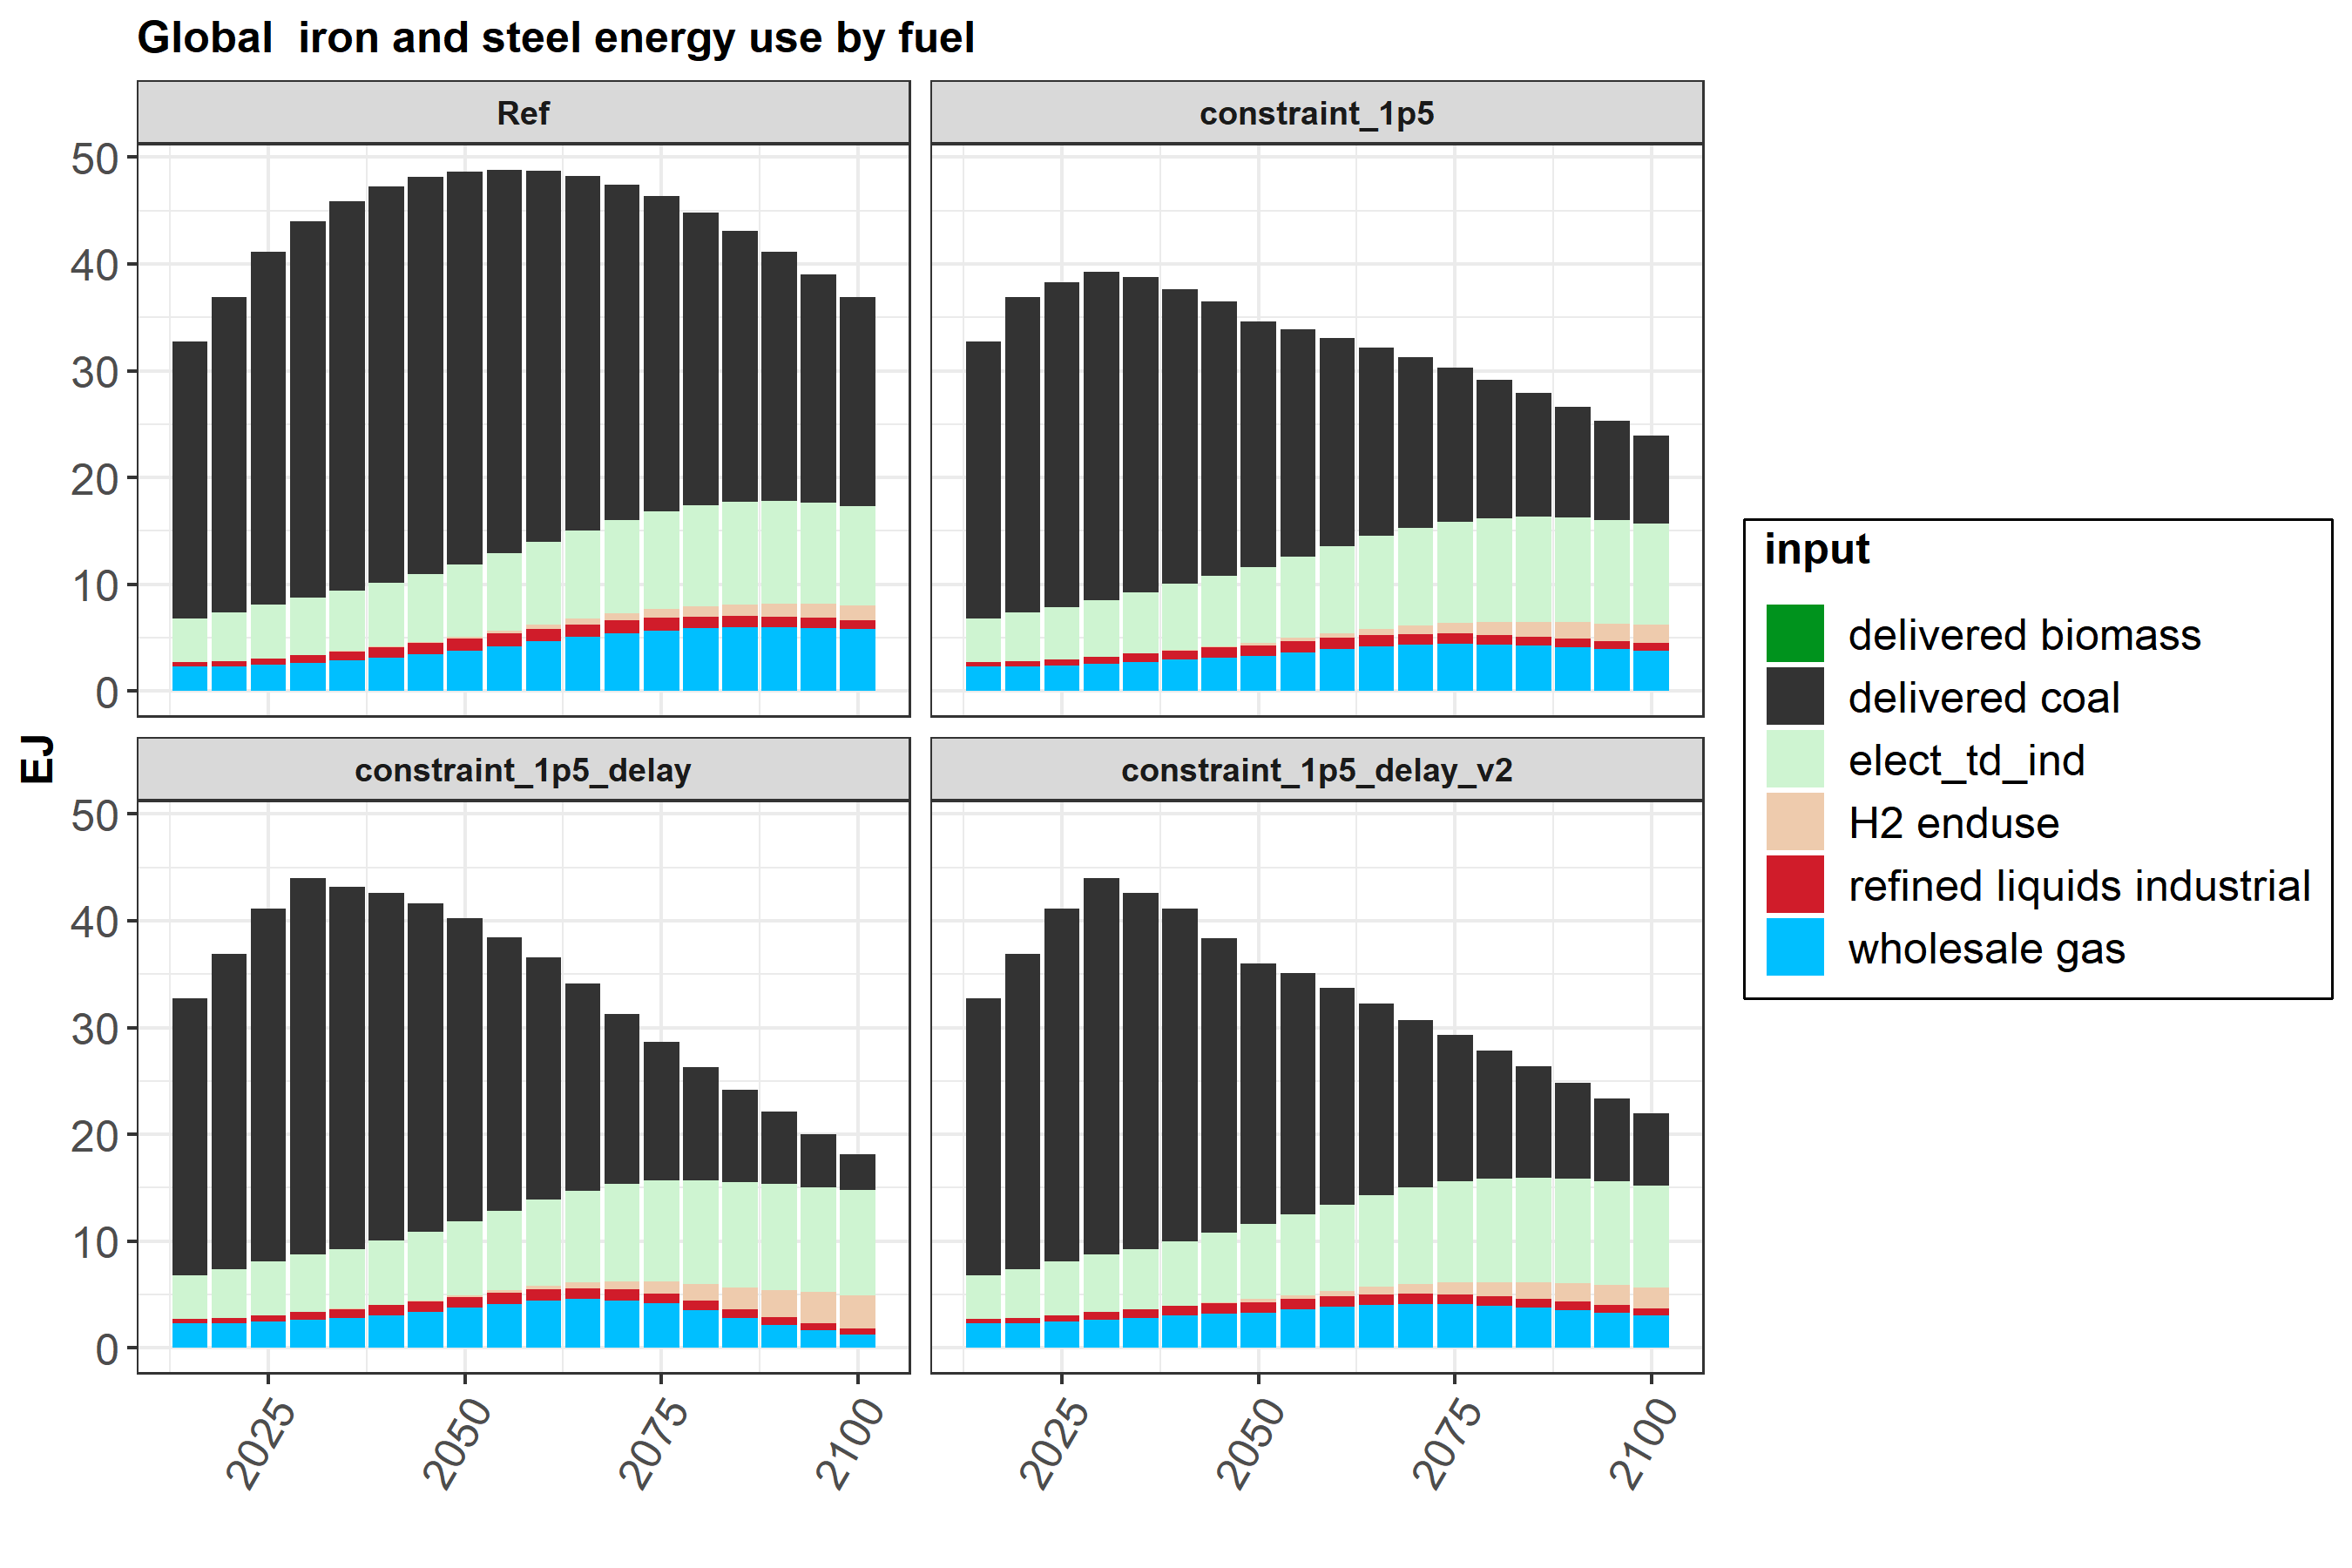 Global  iron and steel energy use by fuel
Ref
constraint_1p5
50
40
30
20
10
0
constraint_1p5_delay
constraint_1p5_delay_v2
EJ
50
40
30
20
10
0
2025
2050
2075
2100
2025
2050
2075
2100
input
delivered biomass
delivered coal
elect_td_ind
H2 enduse
refined liquids industrial
wholesale gas